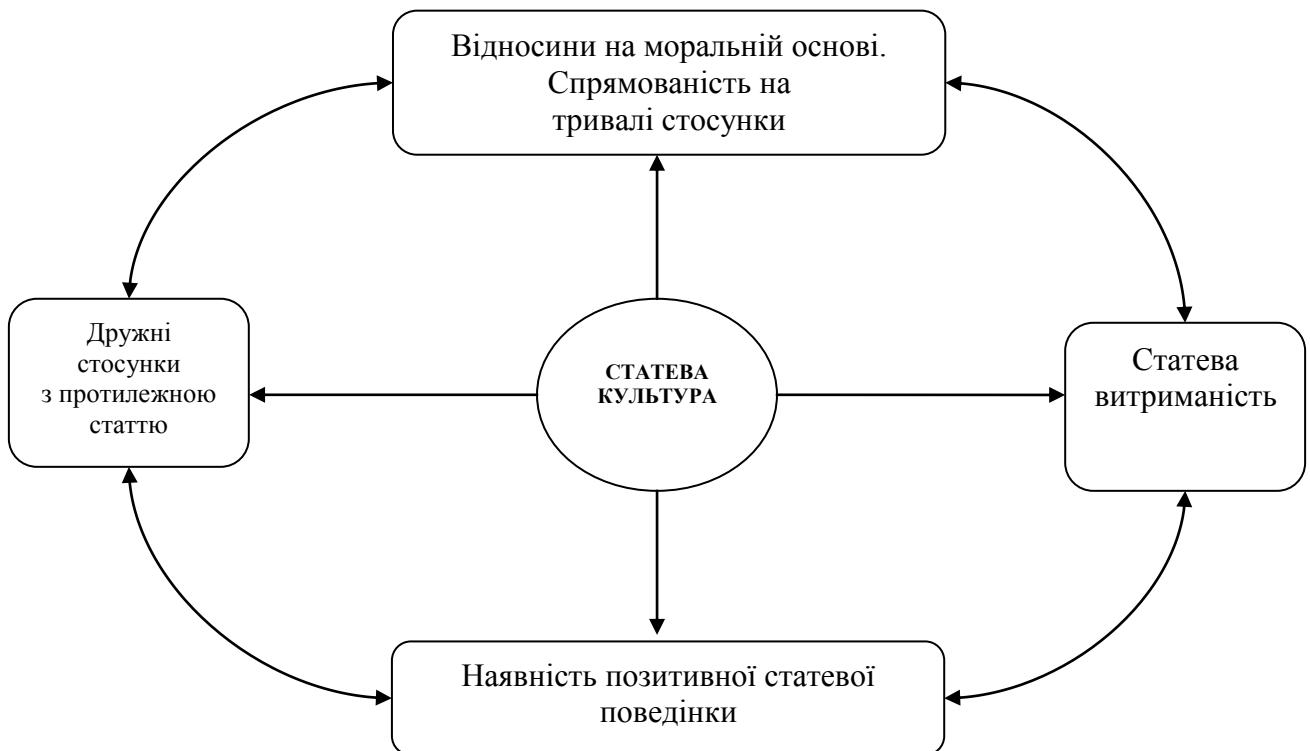 Відносини на моральній основі.
Спрямованість на
тривалі стосунки
Дружні
стосунки
з протилежною
статтю
СТАТЕВА
КУЛЬТУРА
Статева
витриманість
Наявність позитивної статевої
поведінки